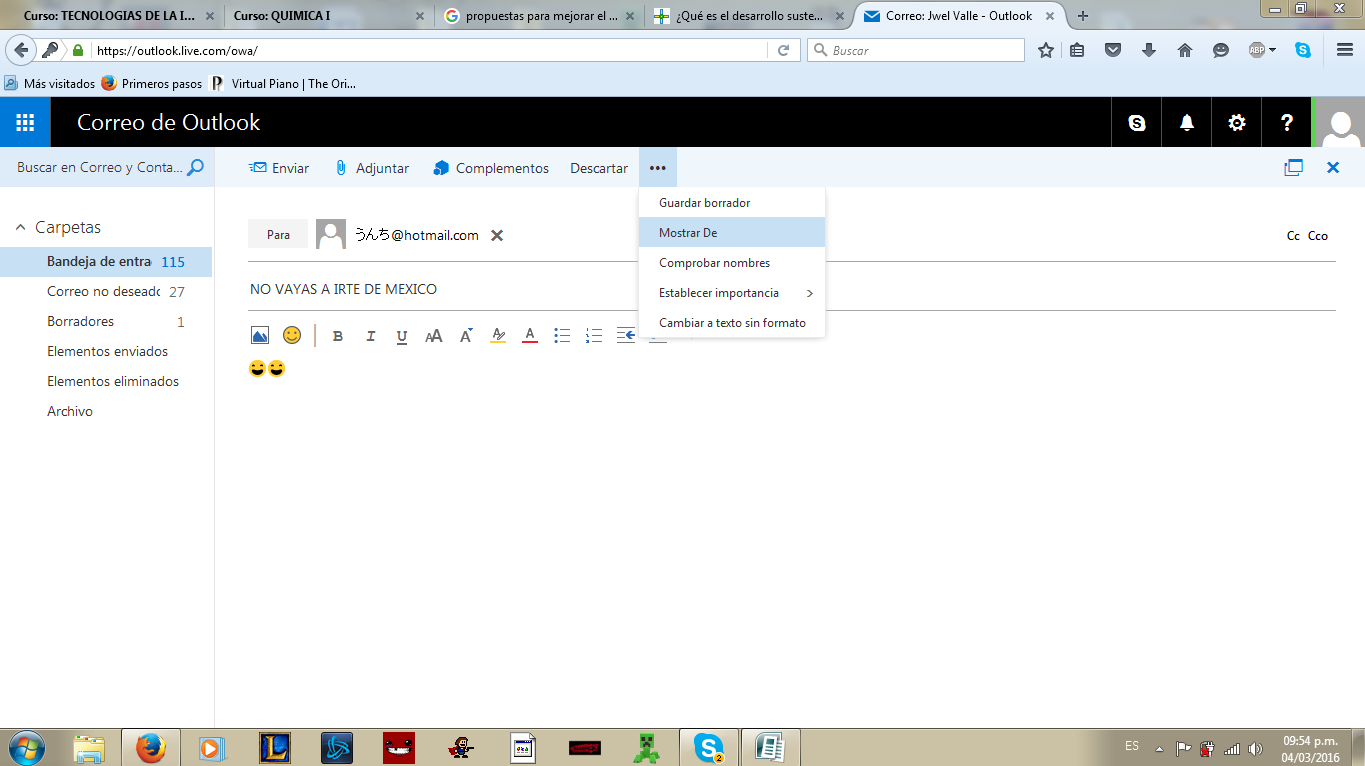 Curso: TECNOLOGIAS DE LA I...
Curso: QUIMICA I
propuestas para mejorar el ...
¿Qué es el desarrollo suste...
Correo: Jwel Valle - Outlook
https://outlook.live.com/owa/
Buscar
ABP
Más visitados
Primeros pasos
Virtual Piano | The Ori...
Correo de Outlook
Buscar en Correo y Conta...
Enviar
Adjuntar
Complementos
Descartar
Guardar borrador
Mostrar De
Comprobar nombres
Establecer importancia
Cambiar a texto sin formato
Carpetas
Bandeja de entra 115
Correo no deseado 27
Borradores 1
Elementos enviados
Elementos eliminados
Archivo
Para
うんち@hotmail.com
Cc Cco
NO VAYAS A IRTE DE MEXICO
ES
09:54 p.m.
04/03/2016